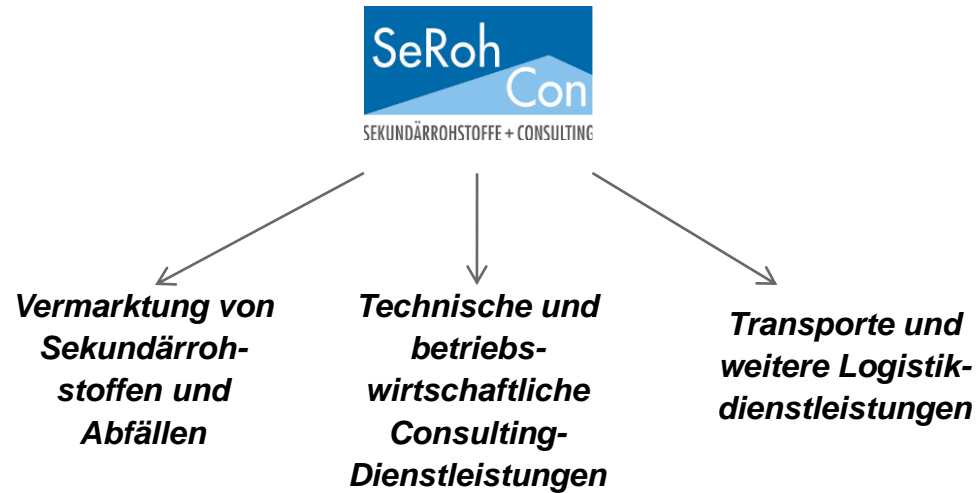 SeRoh
Con
SEKUNDÄRROHSTOFFE + CONSULTING
Vermarktung von
Sekundärroh-
stoffen und
Abfällen
Technische und
betriebs-
wirtschaftliche
Consulting-
Dienstleistungen
Transporte und
weitere Logistik-
dienstleistungen